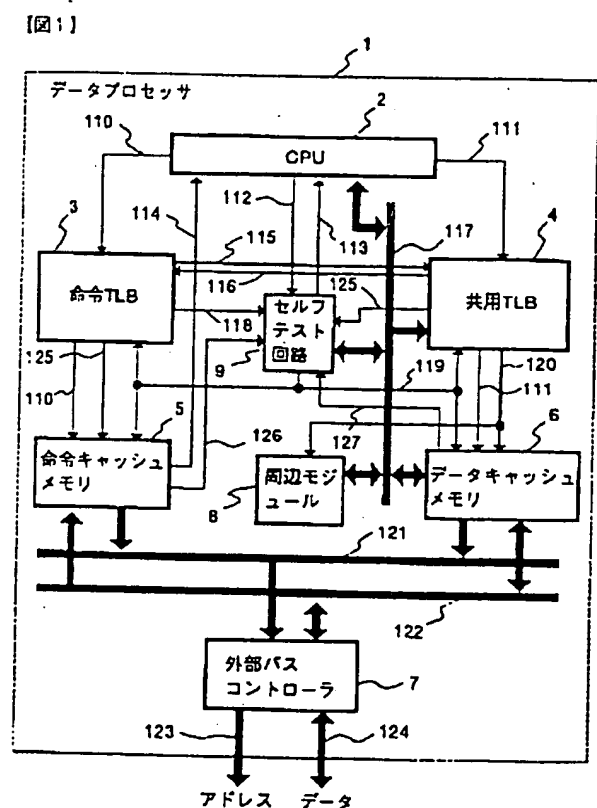 【図1】
1
データプロセッサ
2
110
CPU
111
3
114
112
113
117
4
115
116
命令TLB
118
セルフ
テスト
回路
125
共用TLB
125
9
119
120
110
111
5
126
127
6
命令キャッシュ
メモリ
周辺モジ
ュール
8
データキャッシュ
メモリ
121
122
外部バス
コントローラ
7
123
124
アドレス
データ